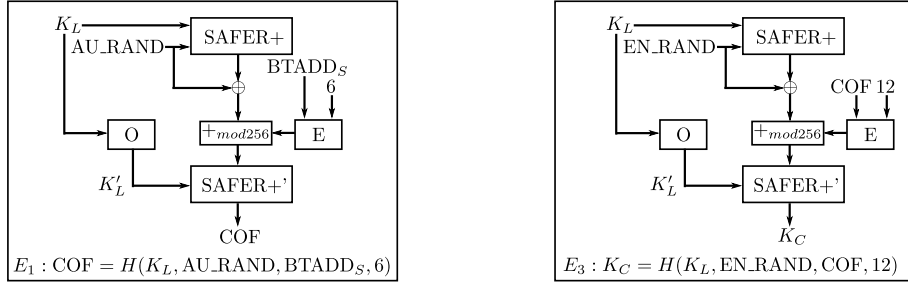 K_L
SAFER+
AU_RAND
BTADD_S
6
⊕
+_{mod256}
E
O
K'_L
SAFER+'
COF
E_1 : COF = H(K_L, AU_RAND, BTADD_S, 6)
K_L
SAFER+
EN_RAND
COF 12
⊕
+_{mod256}
E
O
K'_L
SAFER+'
K_C
E_3 : K_C = H(K_L, EN_RAND, COF, 12)